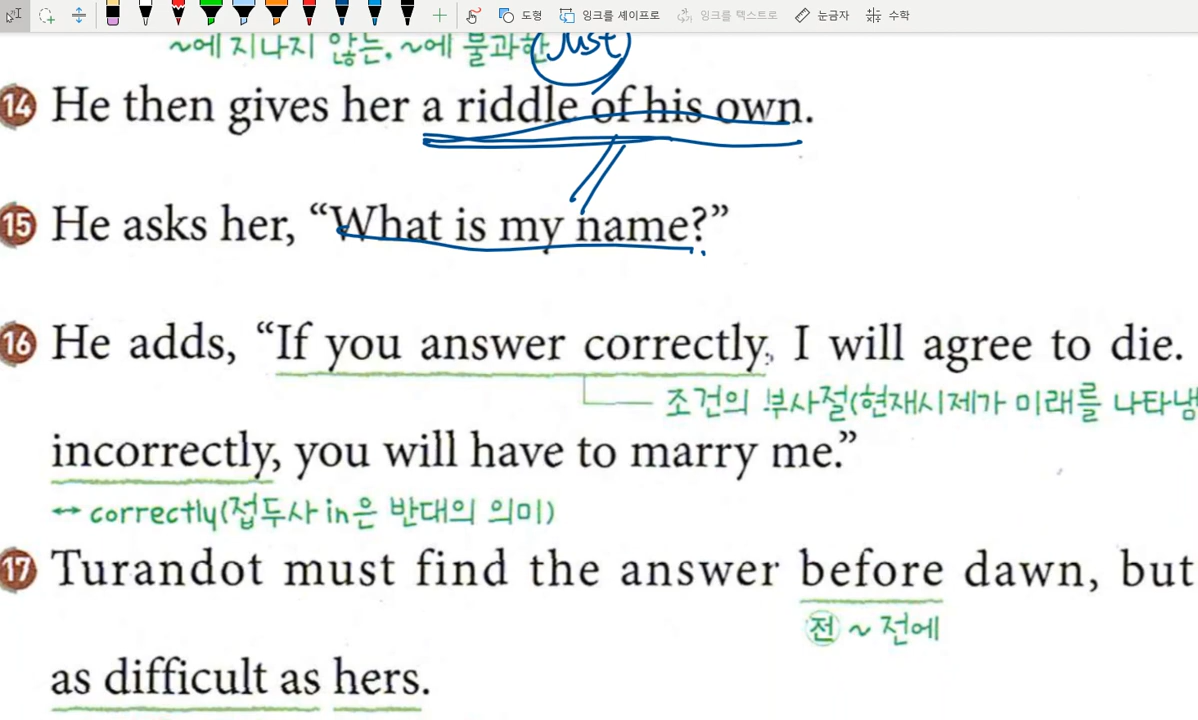 도형 잉크를 셰이프로 잉크를 텍스트로 눈금자 수학
~에 지나지 않는, ~에 불과한 Just
14 He then gives her a riddle of his own.
15 He asks her, “What is my name?”
16 He adds, “If you answer correctly, I will agree to die.
조건의 부사절(현재시제가 미래를 나타냄
incorrectly, you will have to marry me.”
↔ correctly(접두사 in은 반대의 의미)
17 Turandot must find the answer before dawn, but
전 ~ 전에
as difficult as hers.